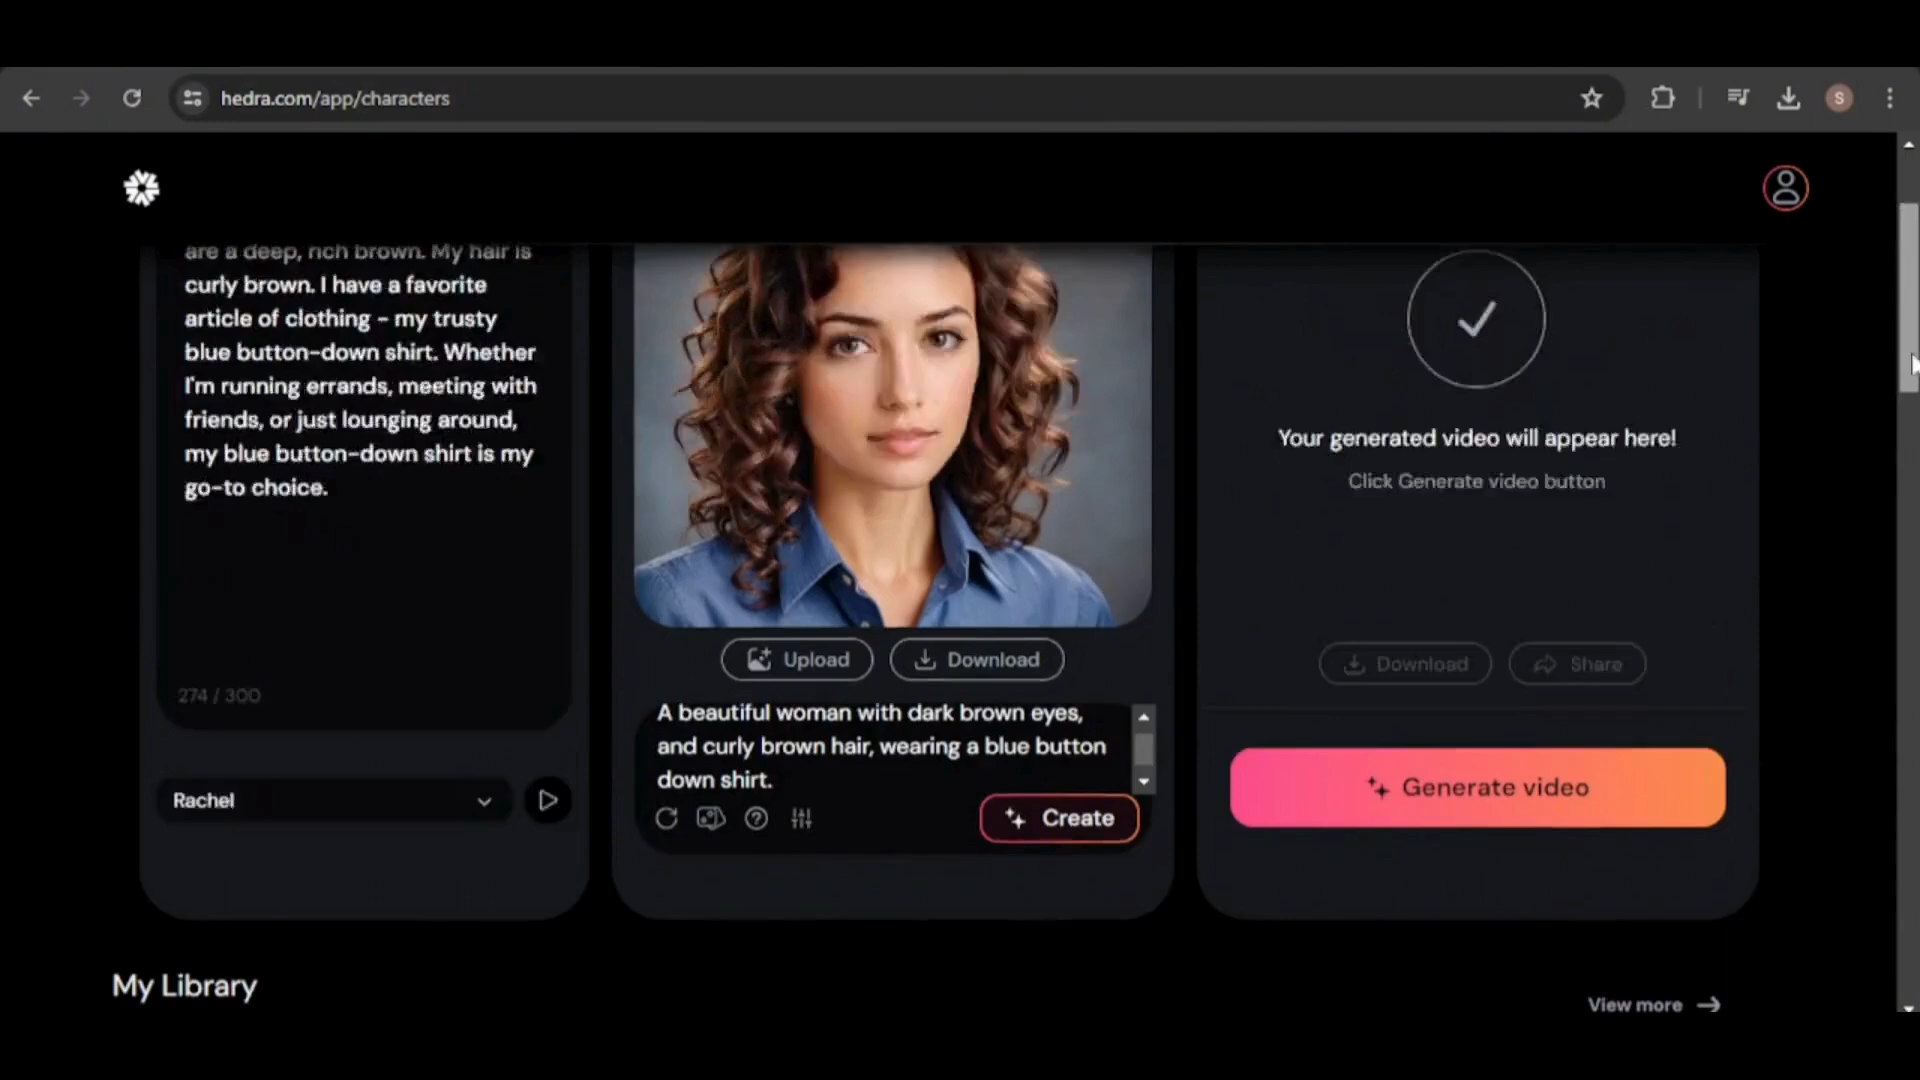 hedra.com/app/characters
S
are a deep, rich brown. My hair is
curly brown. I have a favorite
article of clothing - my trusty
blue button-down shirt. Whether
I'm running errands, meeting with
friends, or just lounging around,
my blue button-down shirt is my
go-to choice.
274 / 300
Rachel
Upload
Download
A beautiful woman with dark brown eyes,
and curly brown hair, wearing a blue button
down shirt.
Create
Your generated video will appear here!
Click Generate video button
Download
Share
Generate video
My Library
View more